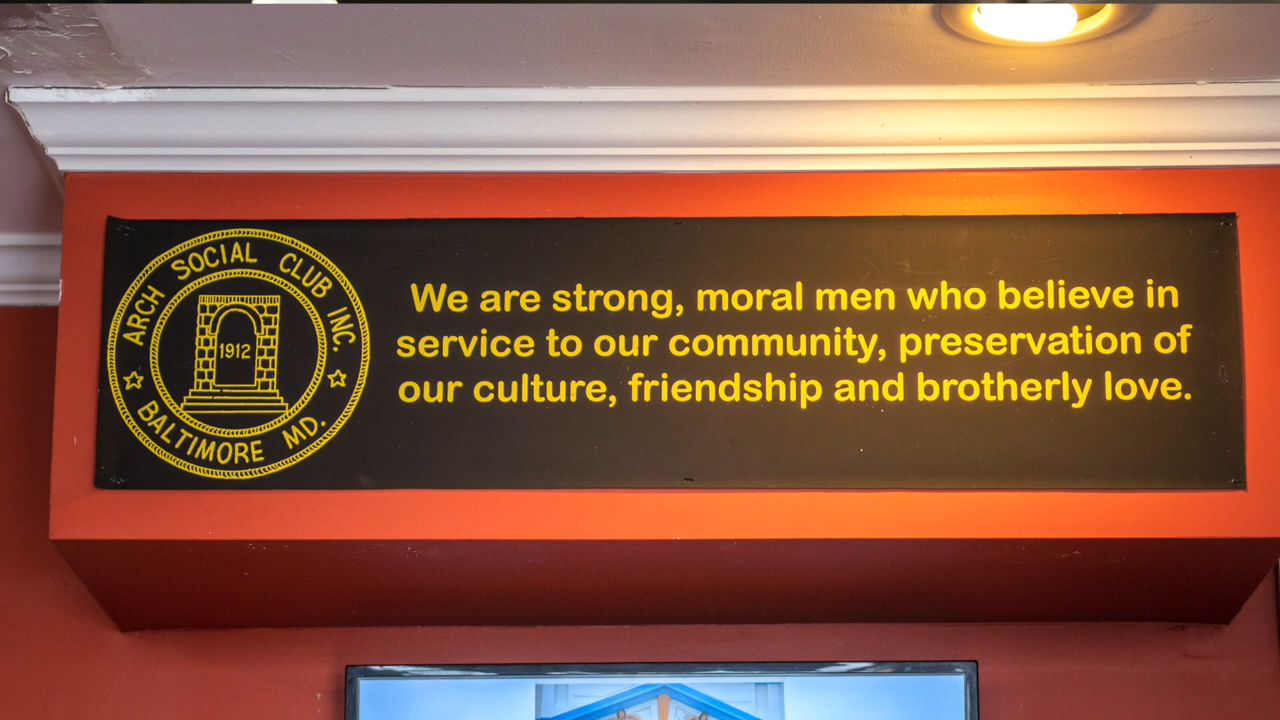 ARCH SOCIAL CLUB INC.
1912
BALTIMORE MD.
We are strong, moral men who believe in
service to our community, preservation of
our culture, friendship and brotherly love.